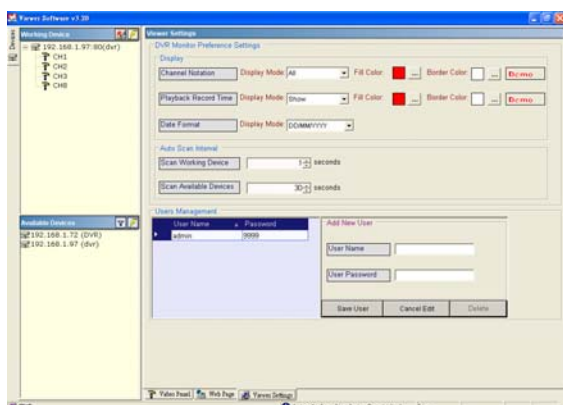 Viewer Software v3.20
Devices
Working Device
192.168.1.97:80(dvr)
CH1
CH2
CH3
CH8
Available Devices
192.168.1.72 (DVR)
192.168.1.97 (dvr)
Viewer Settings
DVR Monitor Preference Settings
Display
Channel Notation Display Mode: All Fill Color: ... Border Color: ... Demo
Playback Record Time Display Mode: Show Fill Color: ... Border Color: ... Demo
Date Format Display Mode: DD/MM/YYYY
Auto Scan Interval
Scan Working Device 1 seconds
Scan Available Devices 30 seconds
Users Management
User Name Password
admin 9999
Add New User
User Name
User Password
Save User Cancel Edit Delete
Video Panel Web Page Viewer Settings